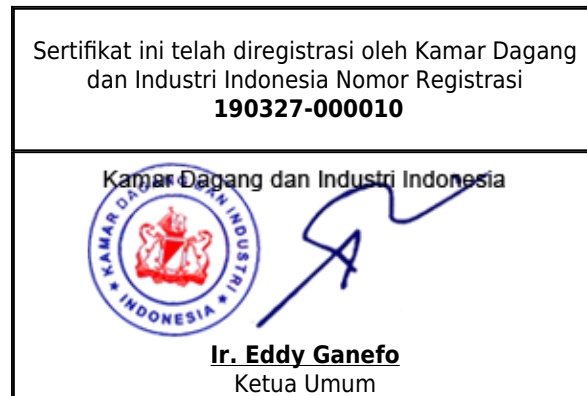 Sertifikat ini telah diregistrasi oleh Kamar Dagang
dan Industri Indonesia Nomor Registrasi
190327-000010
Kamar Dagang dan Industri Indonesia
KAMAR DAGANG DAN INDUSTRI
* INDONESIA *
Ir. Eddy Ganefo
Ketua Umum